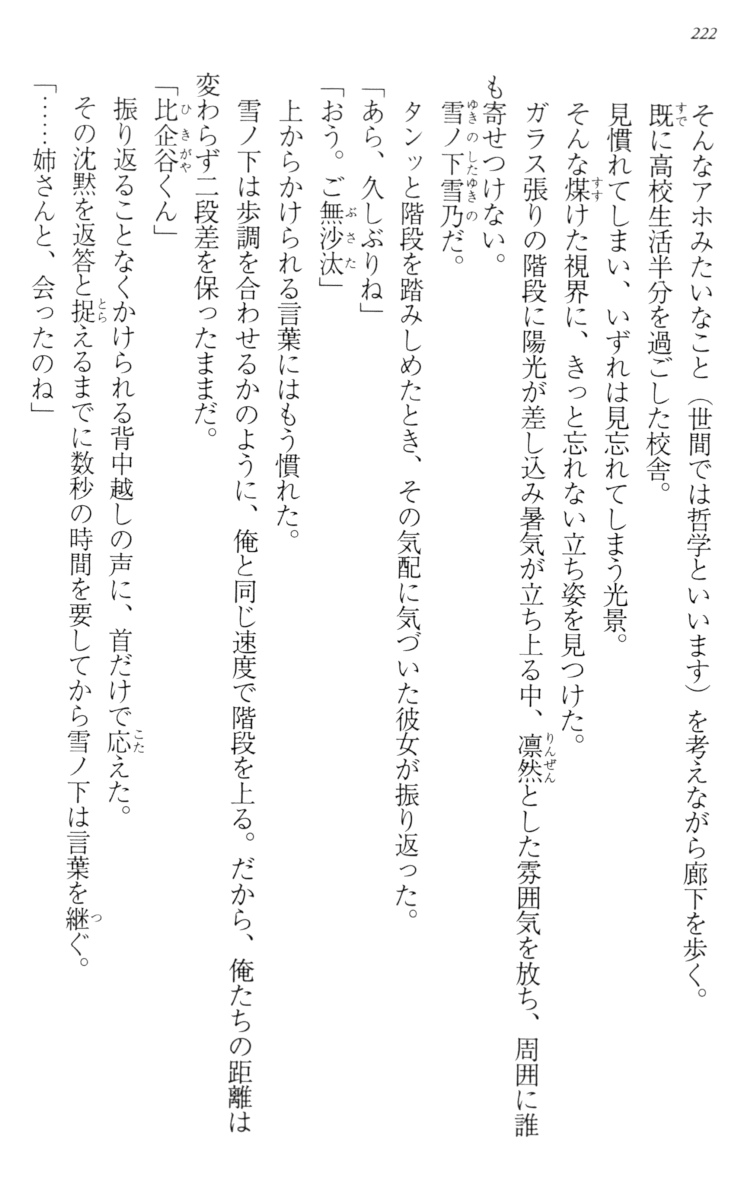 222
そんなアホみたいなこと（世間では哲学といいます）を考えながら廊下を歩く。
既に高校生活半分を過ごした校舎。
見慣れてしまい、いずれは見忘れてしまう光景。
そんな煤けた視界に、きっと忘れない立ち姿を見つけた。
ガラス張りの階段に陽光が差し込み暑気が立ち上る中、凛然とした雰囲気を放ち、周囲に誰
も寄せつけない。
雪ノ下雪乃だ。
タンッと階段を踏みしめたとき、その気配に気づいた彼女が振り返った。
「あら、久しぶりね」
「おう。ご無沙汰」
上からかけられる言葉にはもう慣れた。
雪ノ下は歩調を合わせるかのように、俺と同じ速度で階段を上る。だから、俺たちの距離は
変わらず二段差を保ったままだ。
「比企谷くん」
振り返ることなくかけられる背中越しの声に、首だけで応えた。
その沈黙を返答と捉えるまでに数秒の時間を要してから雪ノ下は言葉を継ぐ。
「……姉さんと、会ったのね」